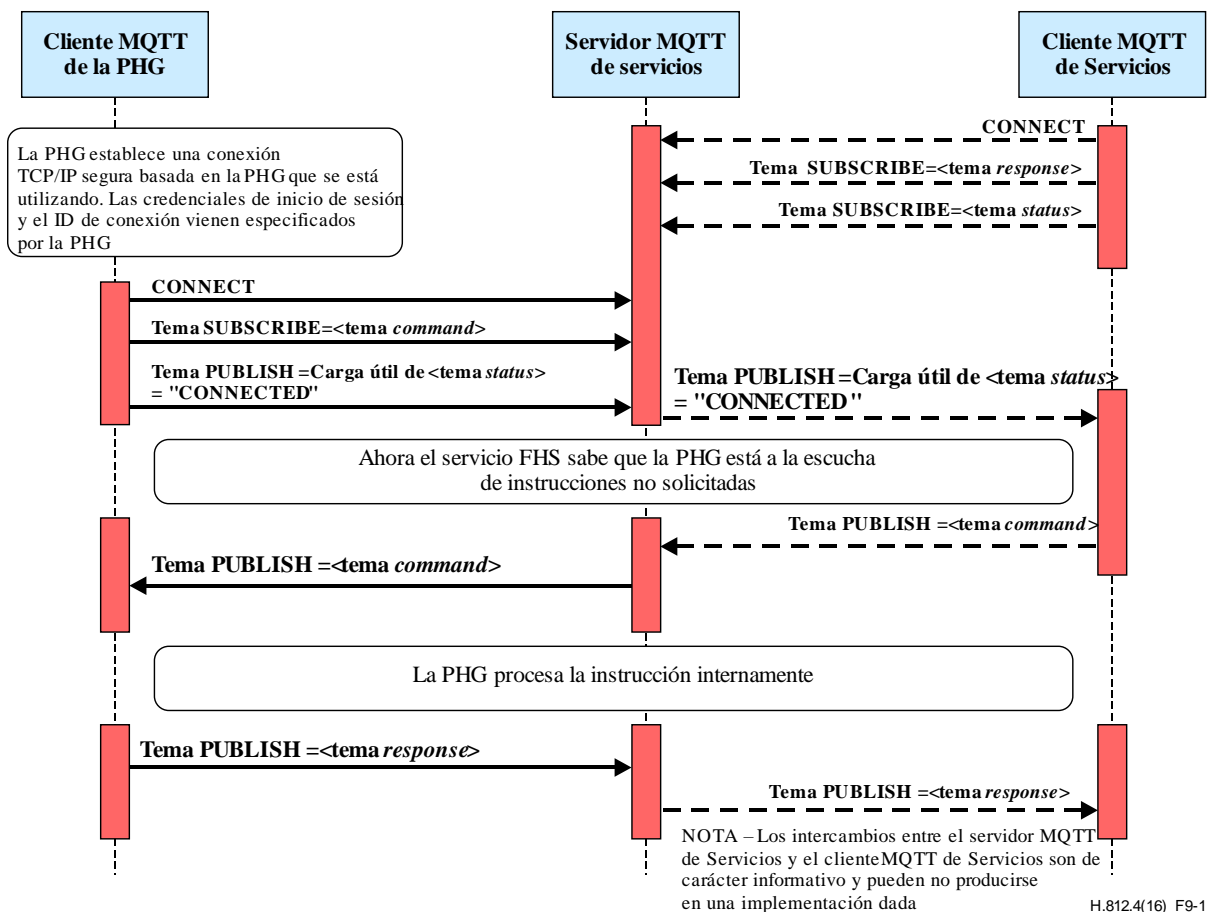 Cliente MQTT
de la PHG
Servidor MQTT
de servicios
Cliente MQTT
de Servicios
CONNECT
La PHG establece una conexión
TCP/IP segura basada en la PHG que se está
utilizando. Las credenciales de inicio de sesión
y el ID de conexión vienen especificados
por la PHG
Tema SUBSCRIBE=<tema response>
Tema SUBSCRIBE=<tema status>
CONNECT
Tema SUBSCRIBE=<tema command>
Tema PUBLISH =Carga útil de <tema status>
= "CONNECTED"
Tema PUBLISH =Carga útil de <tema status>
= "CONNECTED"
Ahora el servicio FHS sabe que la PHG está a la escucha
de instrucciones no solicitadas
Tema PUBLISH =<tema command>
Tema PUBLISH =<tema command>
La PHG procesa la instrucción internamente
Tema PUBLISH =<tema response>
Tema PUBLISH =<tema response>
NOTA – Los intercambios entre el servidor MQTT
de Servicios y el cliente MQTT de Servicios son de
carácter informativo y pueden no producirse
en una implementación dada
H.812.4(16)_F9-1